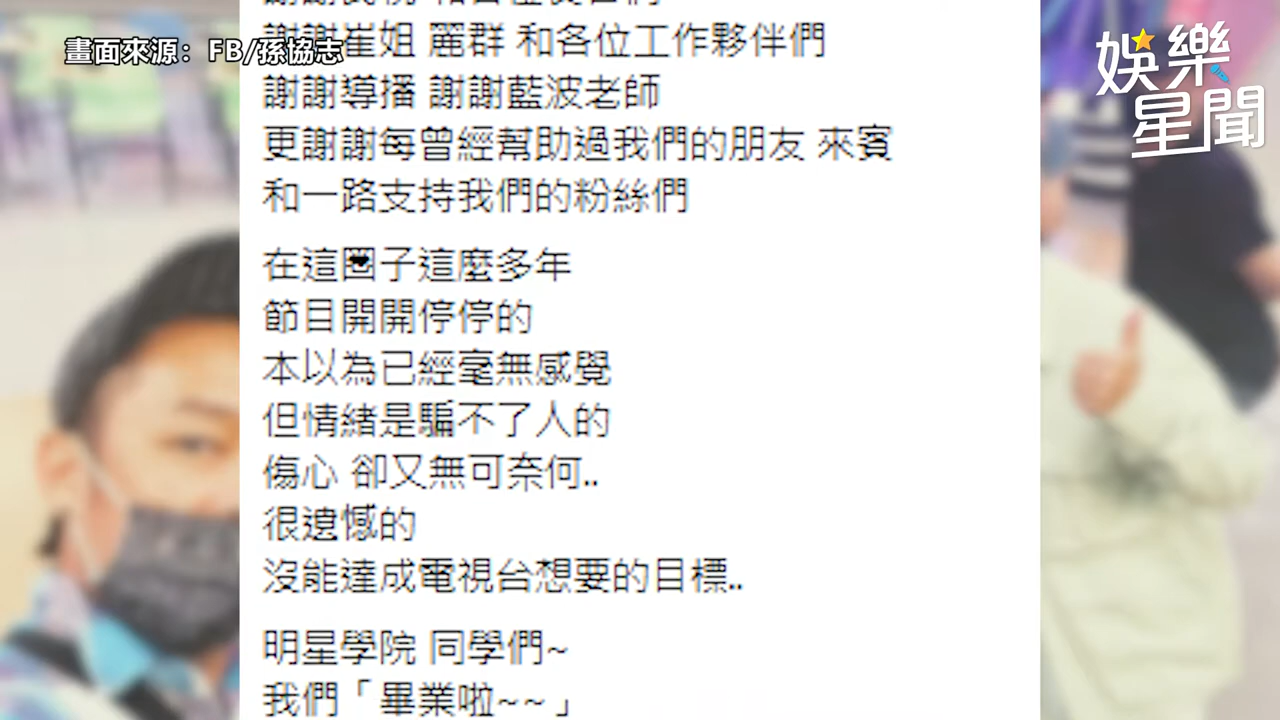 畫面來源：FB/孫協志
娛樂
星聞
謝謝崔姐 麗群 和各位工作夥伴們
謝謝導播 謝謝藍波老師
更謝謝每曾經幫助過我們的朋友 來賓
和一路支持我們的粉絲們
在這圈子這麼多年
節目開開停停的
本以為已經毫無感覺
但情緒是騙不了人的
傷心 卻又無可奈何..
很遺憾的
沒能達成電視台想要的目標..
明星學院 同學們~
我們「畢業啦~~」